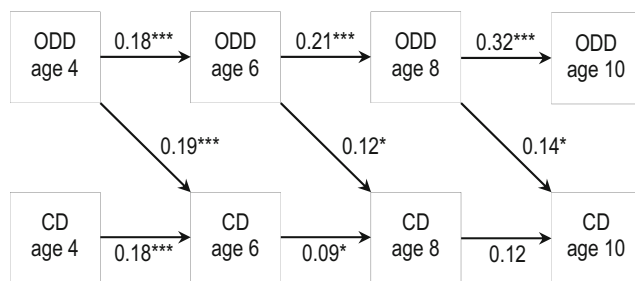 ODD
age 4
0.18***
ODD
age 6
0.21***
ODD
age 8
0.32***
ODD
age 10
0.19***
0.12*
0.14*
CD
age 4
0.18***
CD
age 6
0.09*
CD
age 8
0.12
CD
age 10